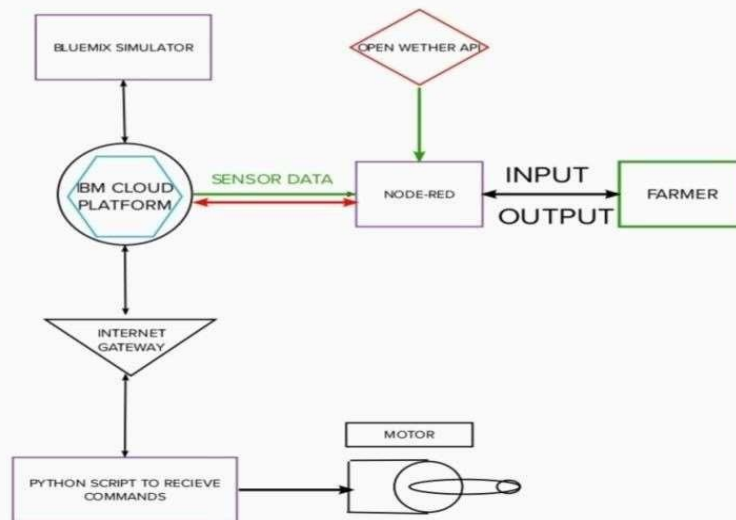 BLUEMIX SIMULATOR
OPEN WETHER API
IBM CLOUD
PLATFORM
SENSOR DATA
NODE-RED
INPUT
OUTPUT
FARMER
INTERNET
GATEWAY
MOTOR
PYTHON SCRIPT TO RECIEVE
COMMANDS